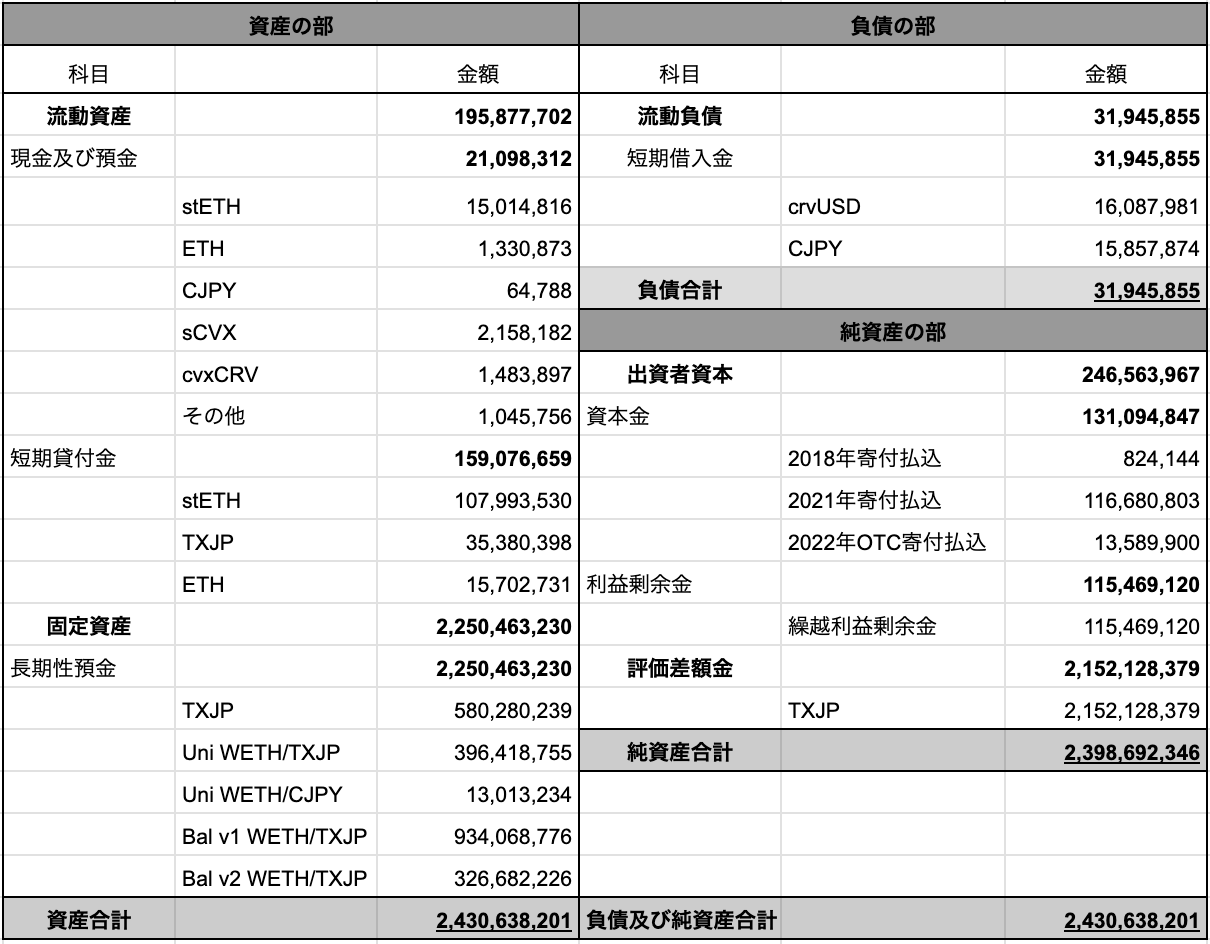 資産の部 負債の部
科目 金額 科目 金額
流動資産 195,877,702 流動負債 31,945,855
現金及び預金 21,098,312 短期借入金 31,945,855
stETH 15,014,816 crvUSD 16,087,981
ETH 1,330,873 CJPY 15,857,874
CJPY 64,788 負債合計 31,945,855
sCVX 2,158,182 純資産の部
cvxCRV 1,483,897 出資者資本 246,563,967
その他 1,045,756 資本金 131,094,847
短期貸付金 159,076,659 2018年寄付払込 824,144
stETH 107,993,530 2021年寄付払込 116,680,803
TXJP 35,380,398 2022年OTC寄付払込 13,589,900
ETH 15,702,731 利益剰余金 115,469,120
固定資産 2,250,463,230 繰越利益剰余金 115,469,120
長期性預金 2,250,463,230 評価差額金 2,152,128,379
TXJP 580,280,239 TXJP 2,152,128,379
Uni WETH/TXJP 396,418,755 純資産合計 2,398,692,346
Uni WETH/CJPY 13,013,234
Bal v1 WETH/TXJP 934,068,776
Bal v2 WETH/TXJP 326,682,226
資産合計 2,430,638,201 負債及び純資産合計 2,430,638,201